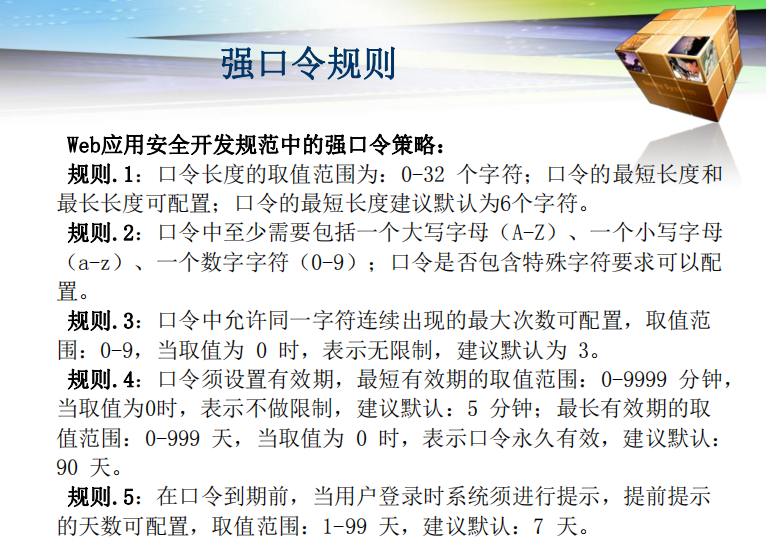 强口令规则
Web应用安全开发规范中的强口令策略：
规则.1：口令长度的取值范围为：0-32 个字符；口令的最短长度和
最长长度可配置；口令的最短长度建议默认为6个字符。
规则.2：口令中至少需要包括一个大写字母（A-Z）、一个小写字母
（a-z）、一个数字字符（0-9）；口令是否包含特殊字符要求可以配
置。
规则.3：口令中允许同一字符连续出现的最大次数可配置，取值范
围：0-9，当取值为 0 时，表示无限制，建议默认为 3。
规则.4：口令须设置有效期，最短有效期的取值范围：0-9999 分钟，
当取值为0时，表示不做限制，建议默认：5 分钟；最长有效期的取
值范围：0-999 天，当取值为 0 时，表示口令永久有效，建议默认：
90 天。
规则.5：在口令到期前，当用户登录时系统须进行提示，提前提示
的天数可配置，取值范围：1-99 天，建议默认：7 天。